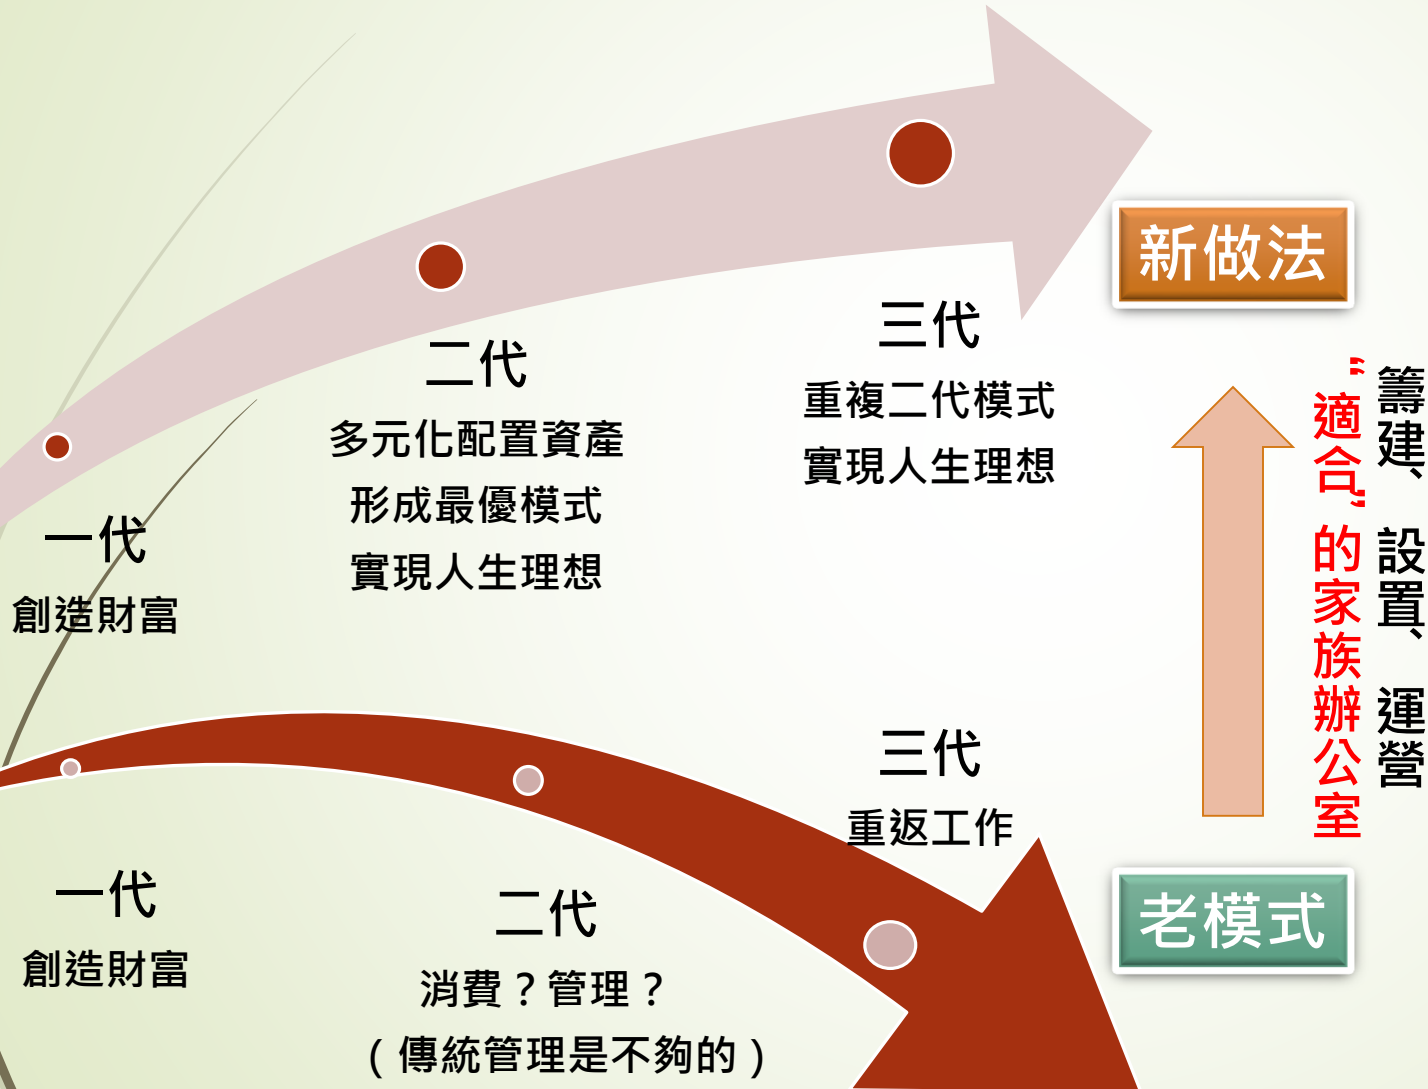 新做法
三代
重複二代模式
實現人生理想
二代
多元化配置資產
形成最優模式
實現人生理想
一代
創造財富
籌建、設置、運營
“適合”的家族辦公室
三代
重返工作
一代
創造財富
二代
消費？管理？
（傳統管理是不夠的）
老模式